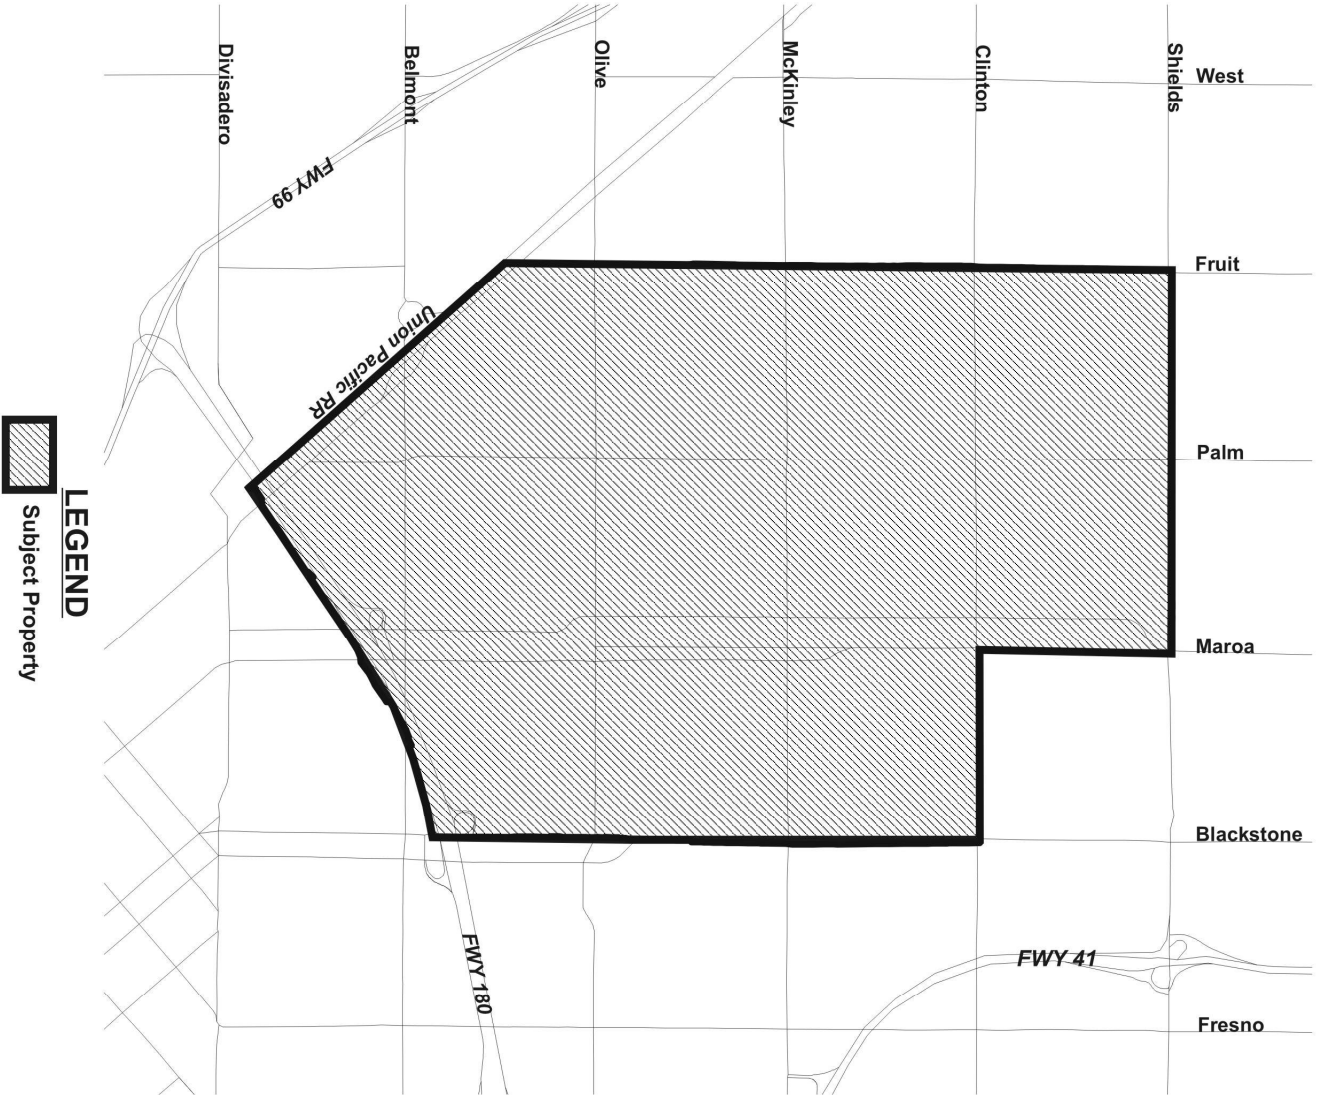 Divisadero
Belmont
Olive
McKinley
Clinton
Shields
West
Fruit
Palm
Maroa
Blackstone
Fresno
FWY 99
Union Pacific RR
FWY 180
FWY 41
LEGEND
Subject Property